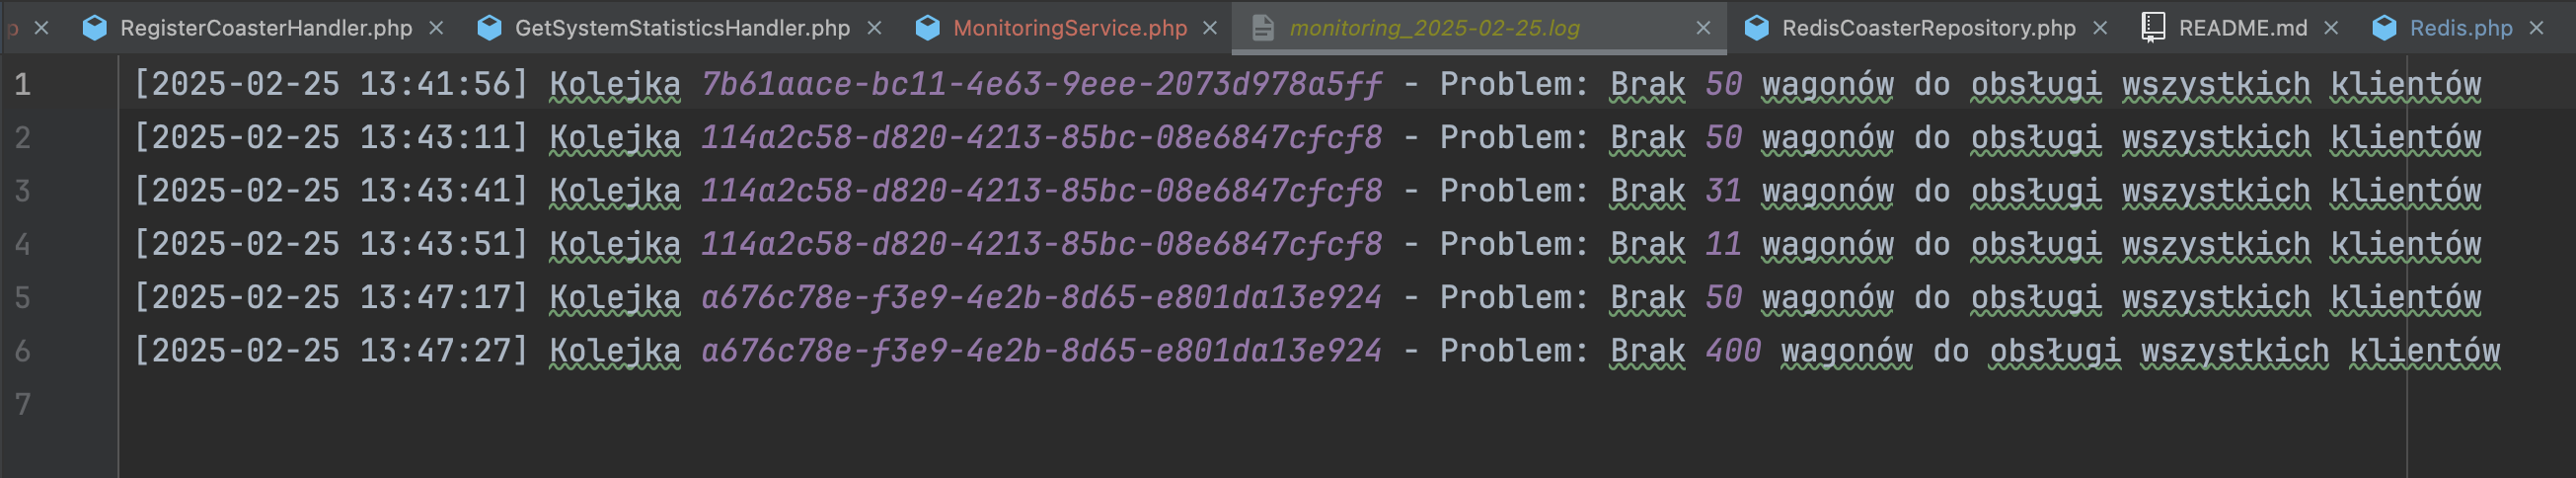 p RegisterCoasterHandler.php GetSystemStatisticsHandler.php MonitoringService.php monitoring_2025-02-25.log RedisCoasterRepository.php README.md Redis.php
1 [2025-02-25 13:41:56] Kolejka 7b61aace-bc11-4e63-9eee-2073d978a5ff - Problem: Brak 50 wagonów do obsługi wszystkich klientów
2 [2025-02-25 13:43:11] Kolejka 114a2c58-d820-4213-85bc-08e6847cfcf8 - Problem: Brak 50 wagonów do obsługi wszystkich klientów
3 [2025-02-25 13:43:41] Kolejka 114a2c58-d820-4213-85bc-08e6847cfcf8 - Problem: Brak 31 wagonów do obsługi wszystkich klientów
4 [2025-02-25 13:43:51] Kolejka 114a2c58-d820-4213-85bc-08e6847cfcf8 - Problem: Brak 11 wagonów do obsługi wszystkich klientów
5 [2025-02-25 13:47:17] Kolejka a676c78e-f3e9-4e2b-8d65-e801da13e924 - Problem: Brak 50 wagonów do obsługi wszystkich klientów
6 [2025-02-25 13:47:27] Kolejka a676c78e-f3e9-4e2b-8d65-e801da13e924 - Problem: Brak 400 wagonów do obsługi wszystkich klientów
7